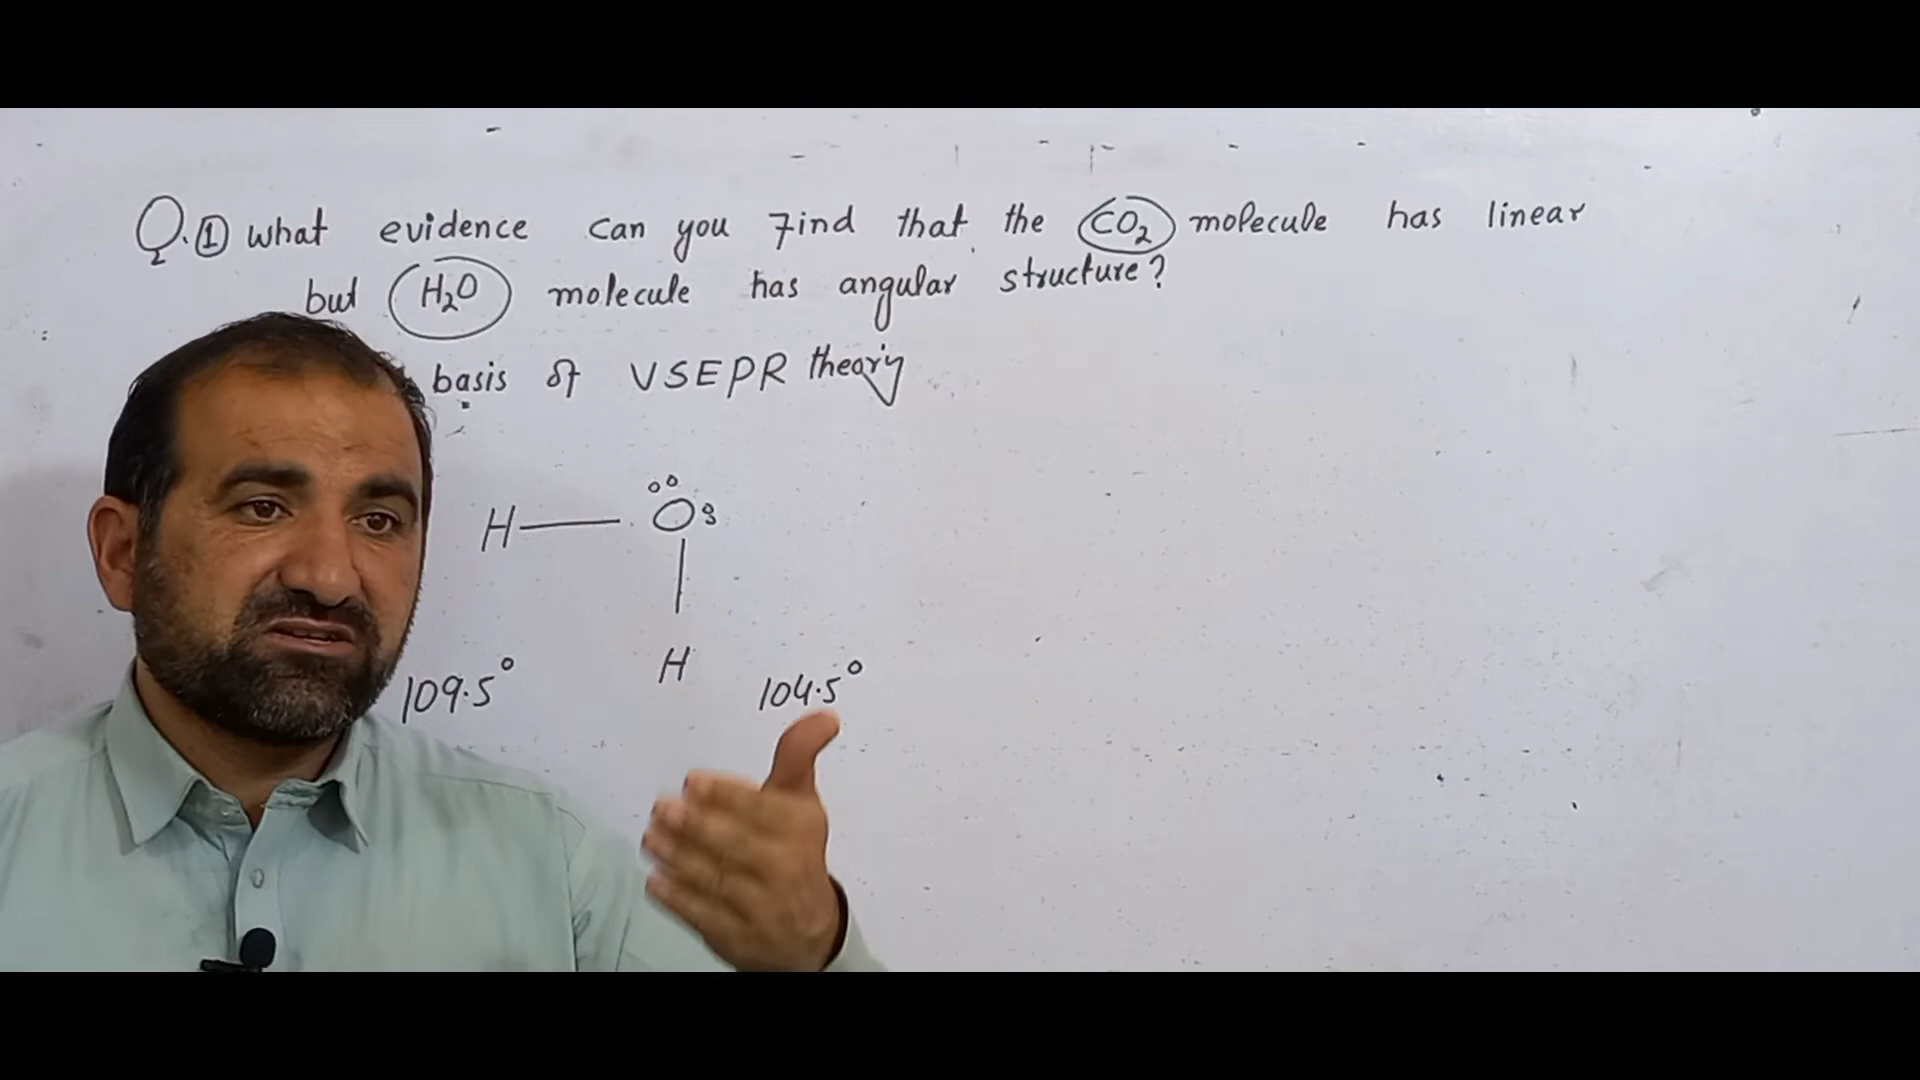 Q.① What evidence can you find that the CO₂ molecule has linear
but H₂O molecule has angular structure?
basis of VSEPR theory
H — O
H
109.5°
104.5°